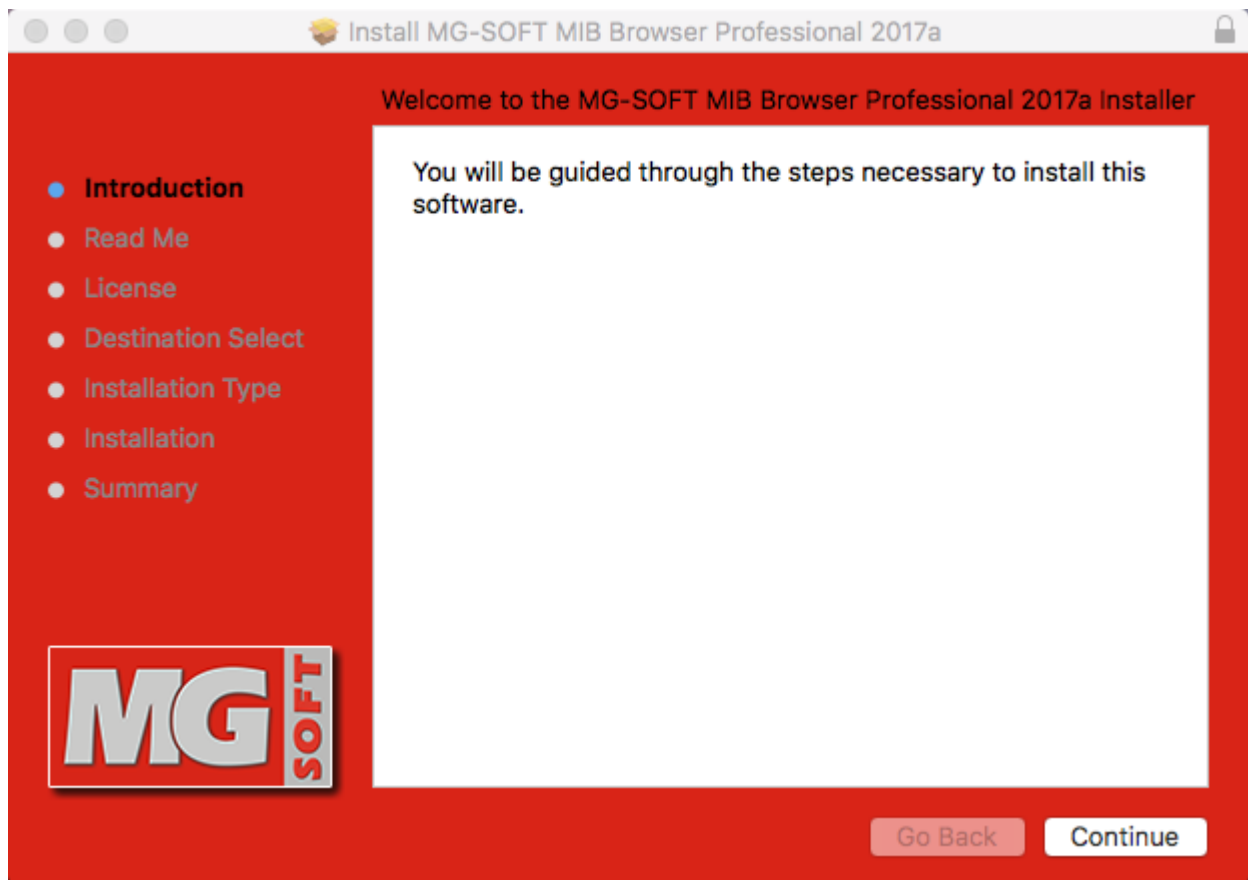 Install MG-SOFT MIB Browser Professional 2017a
Welcome to the MG-SOFT MIB Browser Professional 2017a Installer
Introduction
Read Me
License
Destination Select
Installation Type
Installation
Summary
You will be guided through the steps necessary to install this
software.
MG SOFT
Go Back
Continue